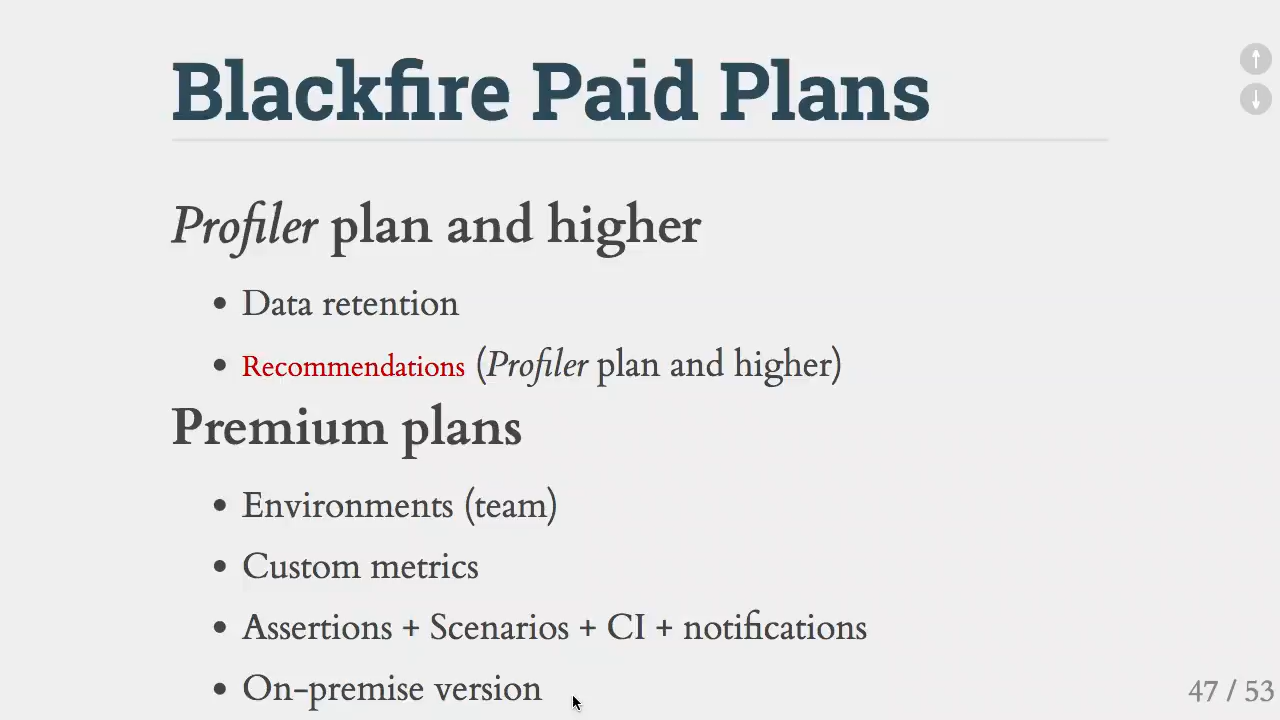 Blackfire Paid Plans
Profiler plan and higher
• Data retention
• Recommendations (Profiler plan and higher)
Premium plans
• Environments (team)
• Custom metrics
• Assertions + Scenarios + CI + notifications
• On-premise version
47 / 53